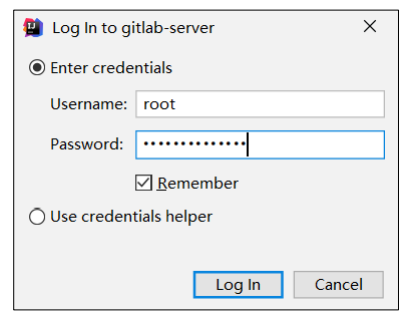 Log In to gitlab-server
Enter credentials
Username: root
Password: ••••••••••••••
Remember
Use credentials helper
Log In Cancel